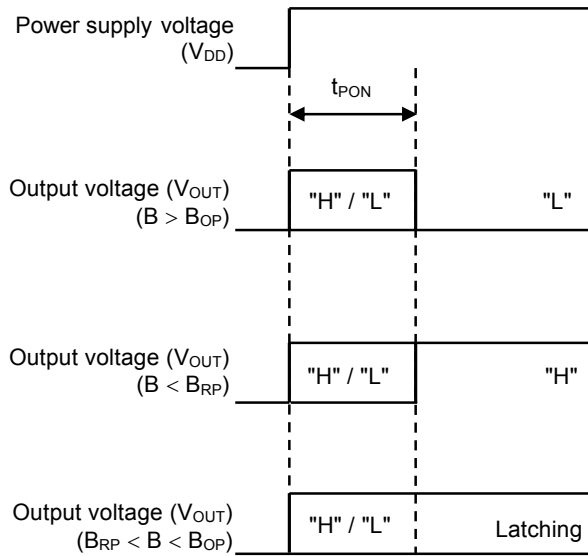 Power supply voltage
(VDD)
tPON
Output voltage (VOUT)
(B > BOP)
"H" / "L"
"L"
Output voltage (VOUT)
(B < BRP)
"H" / "L"
"H"
Output voltage (VOUT)
(BRP < B < BOP)
"H" / "L"
Latching